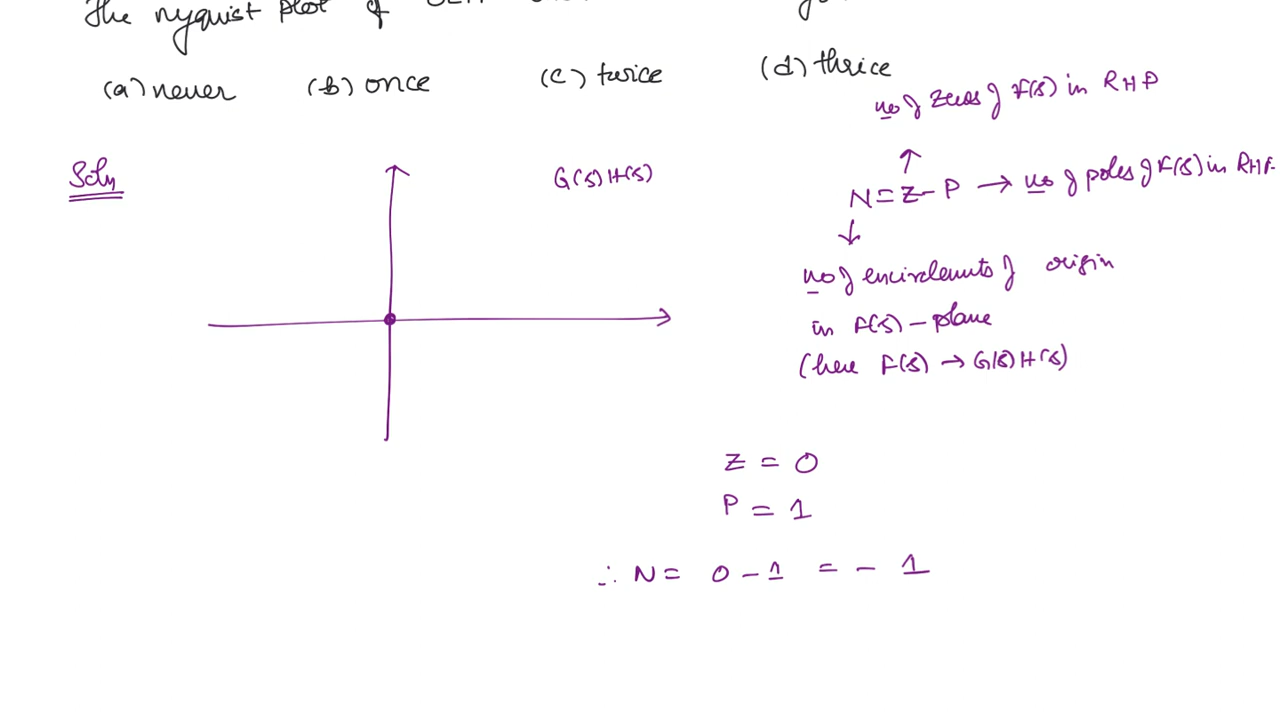 The nyquist plot of
(a) never (b) once (c) twice (d) thrice
no of zeros of F(s) in RHP
Soln
G(s)H(s)
N = Z - P → no of poles of F(s) in RHP
no of encirclements of origin
in F(s) - plane
(here F(s) → G(s)H(s))
Z = 0
P = 1
∴ N = 0 - 1 = - 1